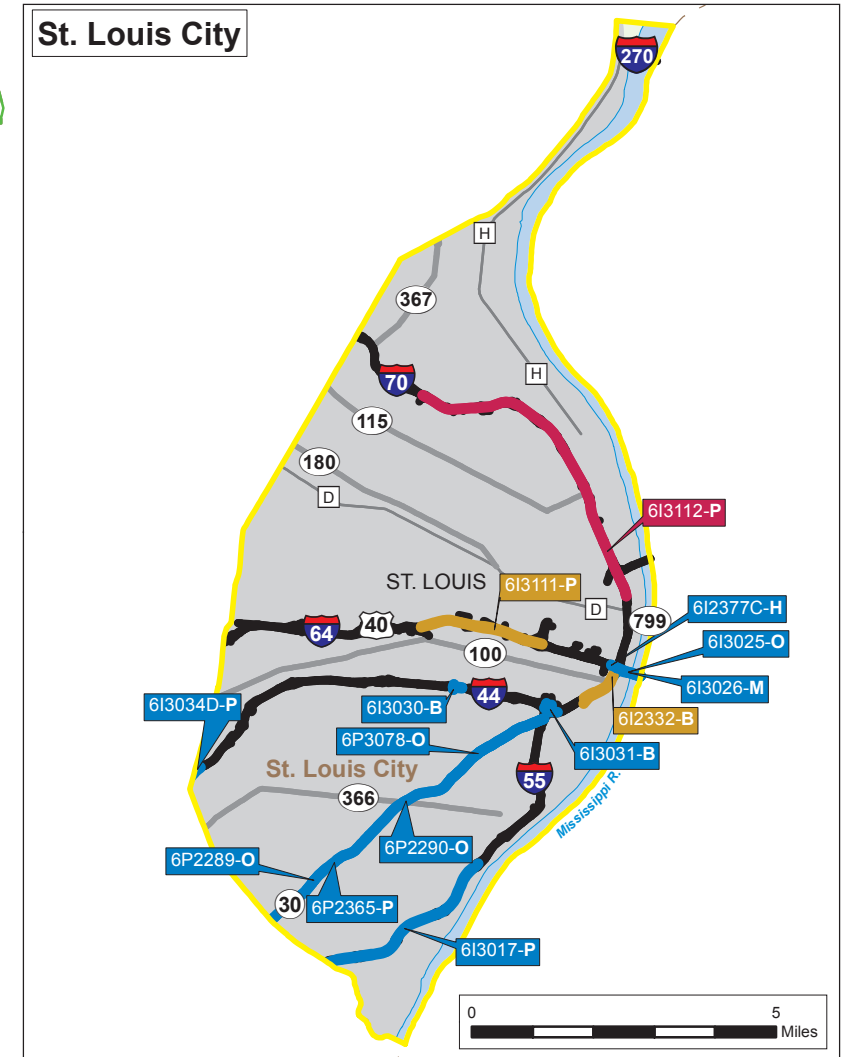 St. Louis City
270
H
367
H
70
115
180
D
6I3112-P
ST. LOUIS
6I3111-P
D
6I2377C-H
799
40
64
6I3025-O
100
6I3026-M
44
6I3034D-P
6I3030-B
6I2332-B
6P3078-O
6I3031-B
St. Louis City
55
366
Mississippi R.
6P2290-O
6P2289-O
30
6P2365-P
6I3017-P
0 5
Miles